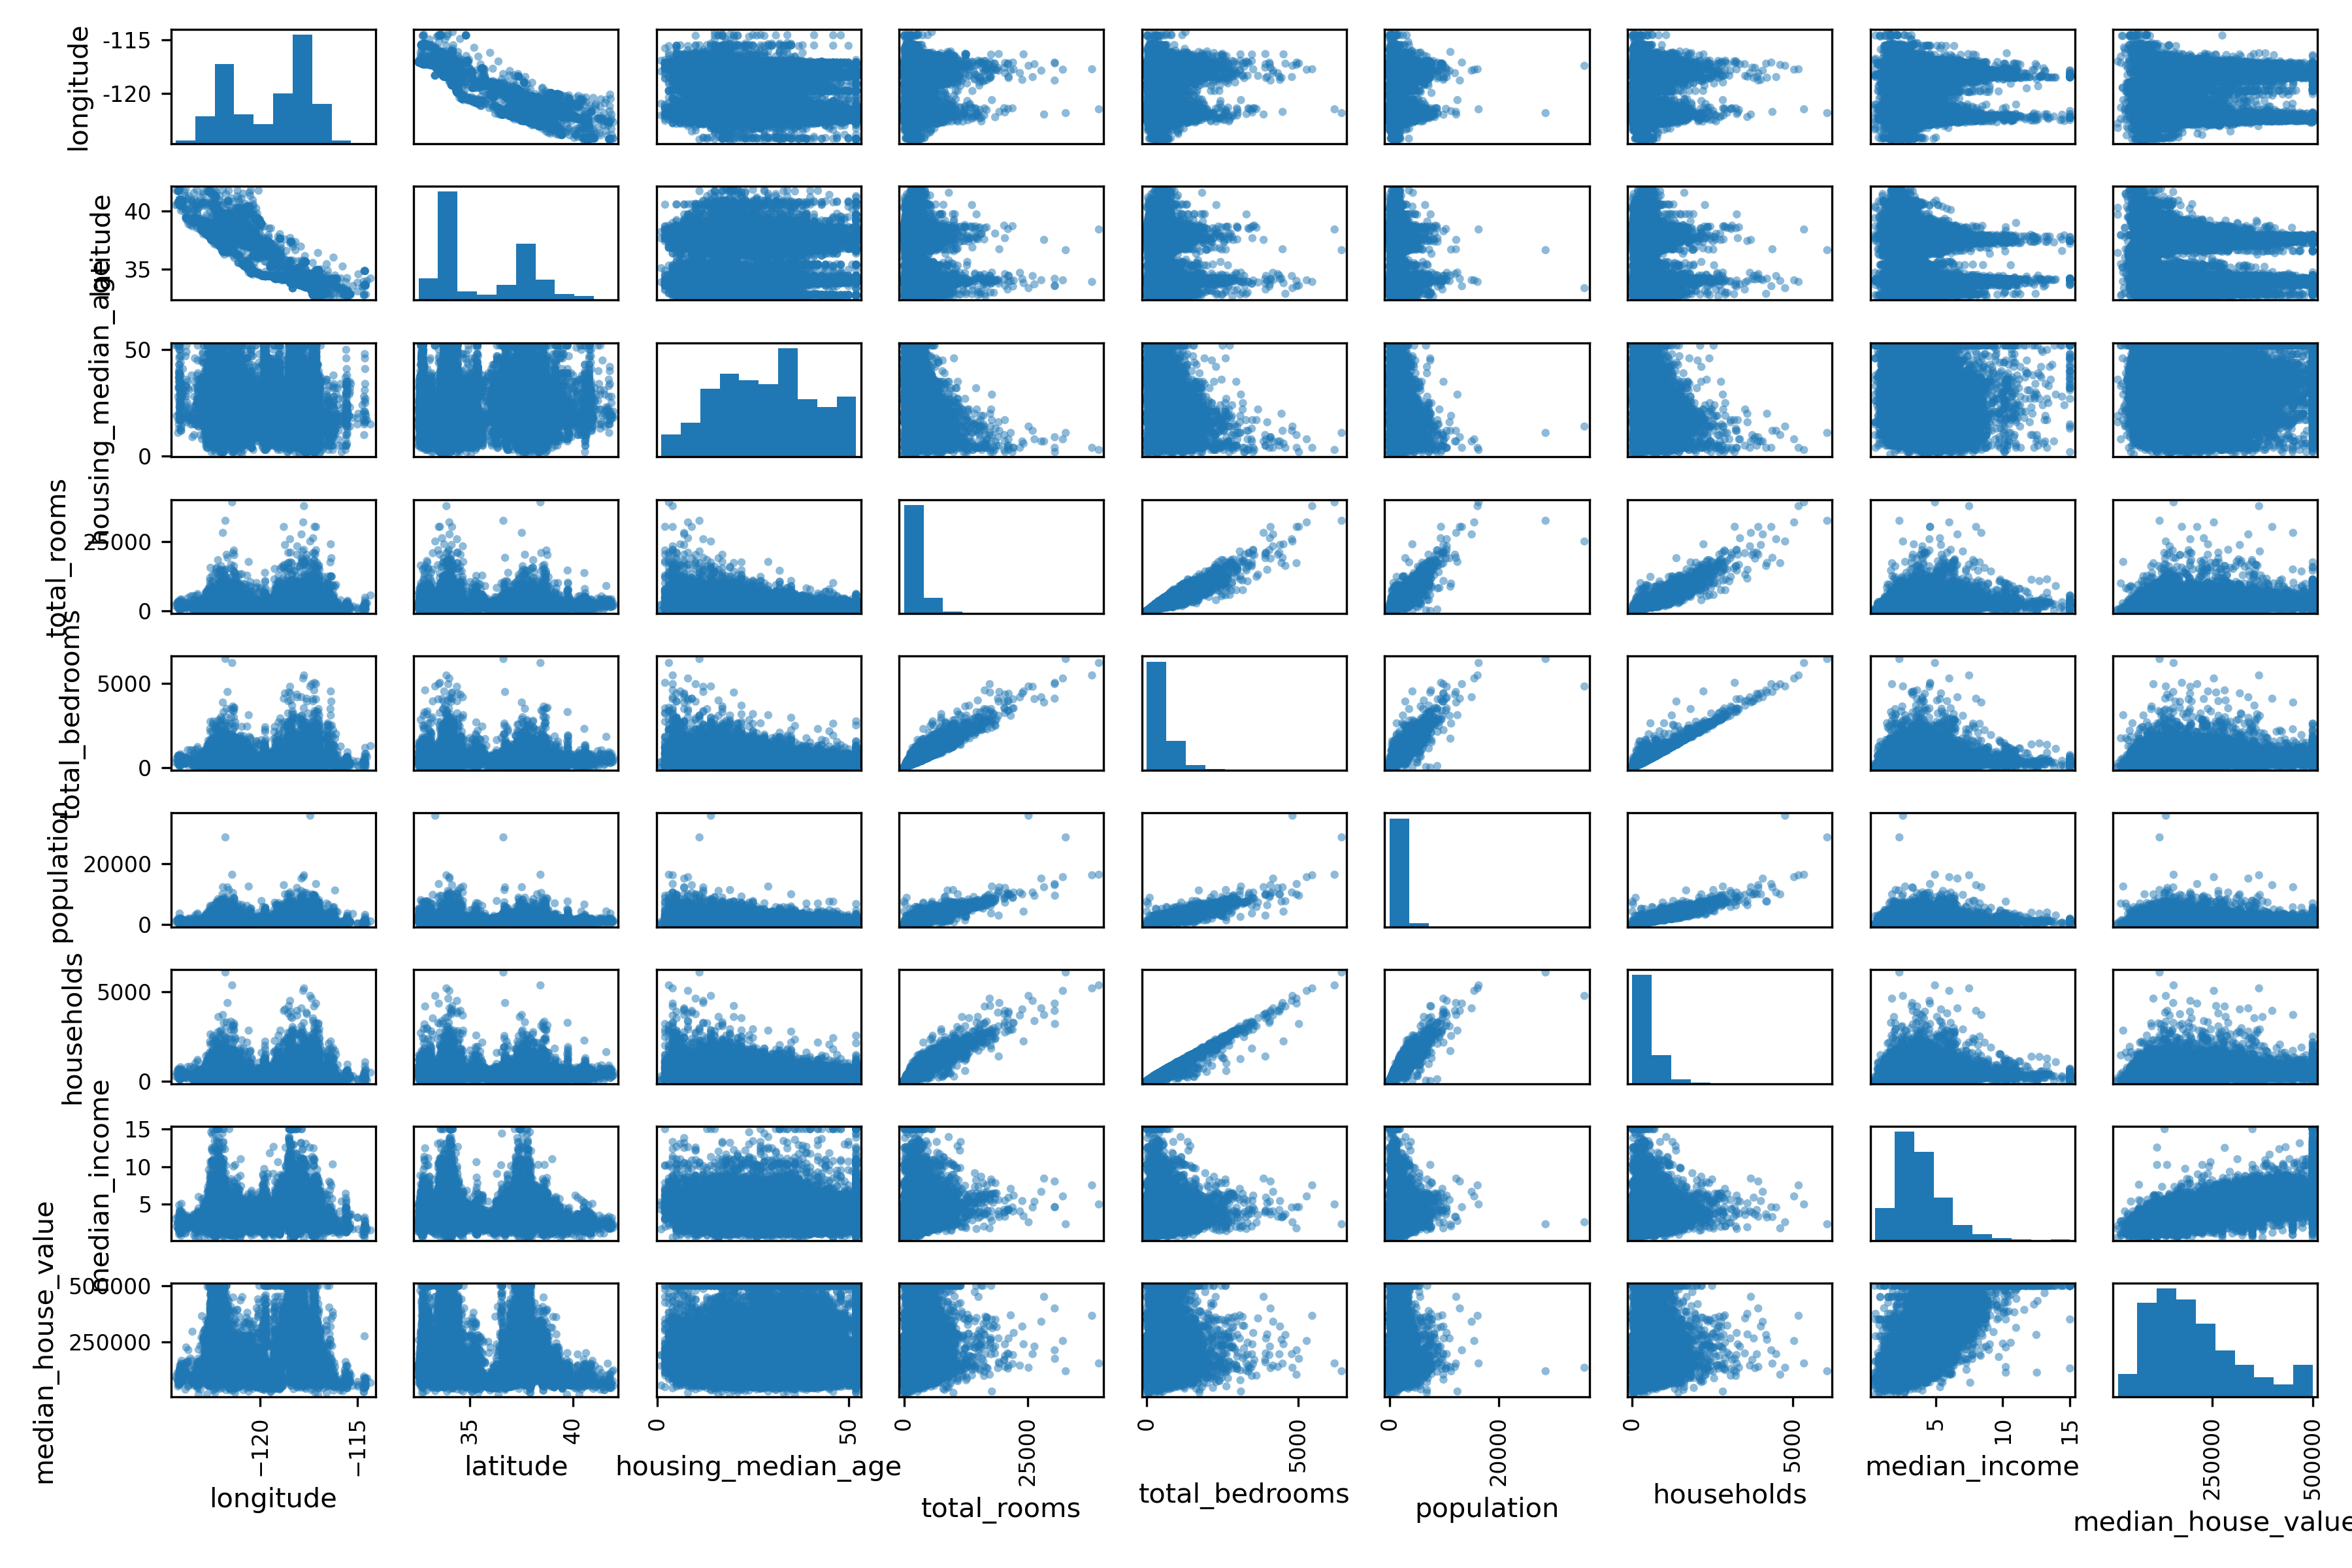 longitude
-115
-120
latitude
40
35
housing_median_age
50
0
total_rooms
25000
0
total_bedrooms
5000
0
population
20000
0
households
5000
0
median_income
15
10
5
median_house_value
500000
250000
−120 −115 35 40 0 50 0 25000 0 5000 0 20000 0 5000 5 10 15 250000 500000
longitude latitude housing_median_age total_rooms total_bedrooms population households median_income median_house_value